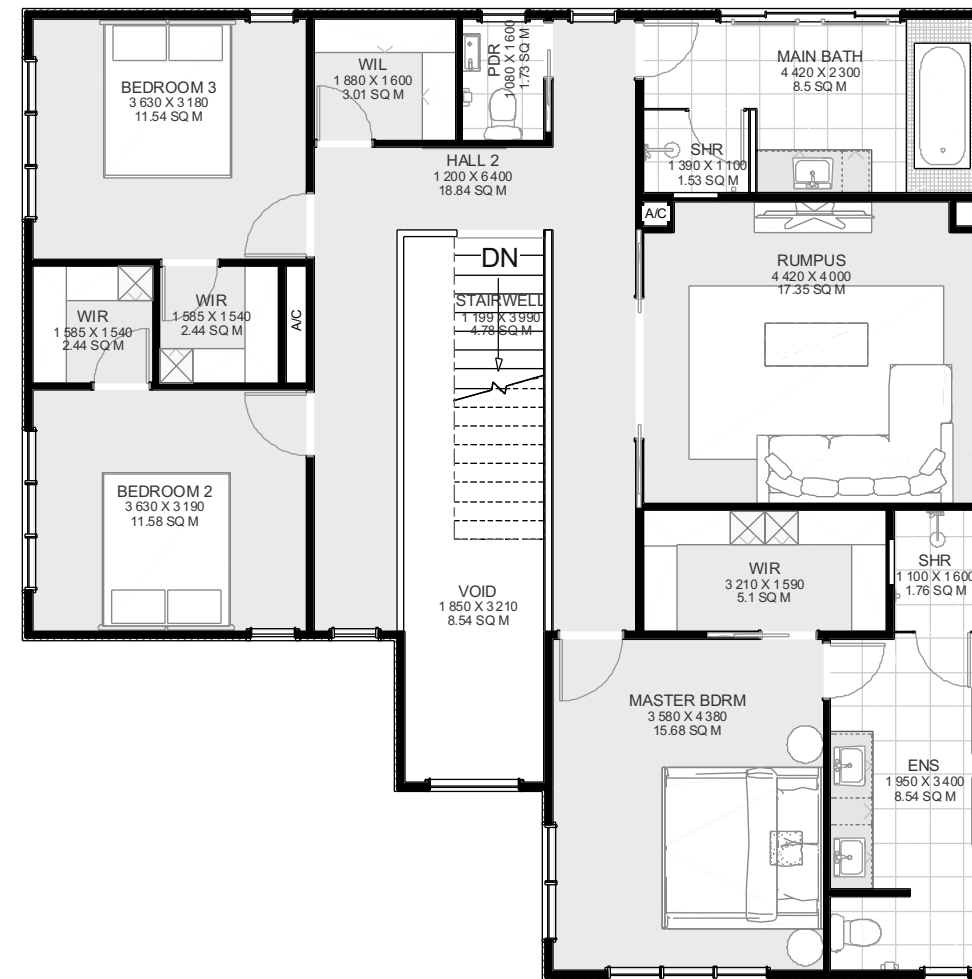 BEDROOM 3
3 630 X 3 180
11.54 SQ M
WIL
1 880 X 1 600
3.01 SQ M
PDR
1 080 X 1 600
1.73 SQ M
MAIN BATH
4 420 X 2 300
8.5 SQ M
SHR
1 390 X 1 100
1.53 SQ M
HALL 2
1 200 X 6 400
18.84 SQ M
A/C
RUMPUS
4 420 X 4 000
17.35 SQ M
DN
STAIRWELL
1 199 X 3 990
4.78 SQ M
WIR
1 585 X 1 540
2.44 SQ M
WIR
1 585 X 1 540
2.44 SQ M
A/C
BEDROOM 2
3 630 X 3 190
11.58 SQ M
VOID
1 850 X 3 210
8.54 SQ M
WIR
3 210 X 1 590
5.1 SQ M
SHR
1 100 X 1 600
1.76 SQ M
MASTER BDRM
3 580 X 4 380
15.68 SQ M
ENS
1 950 X 3 400
8.54 SQ M